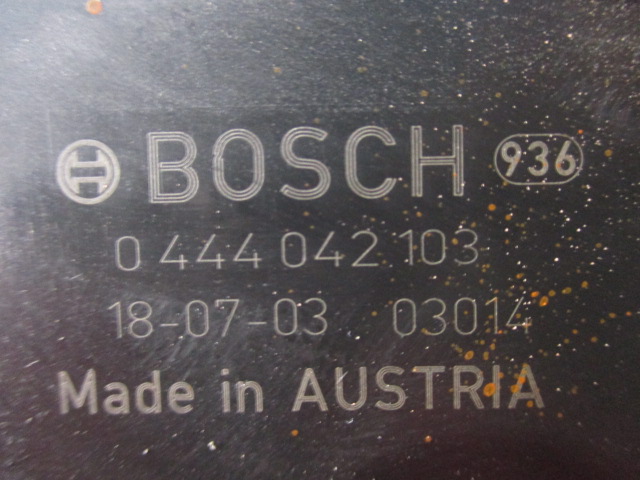 BOSCH 936
0 444 042 103
18-07-03 03014
Made in AUSTRIA